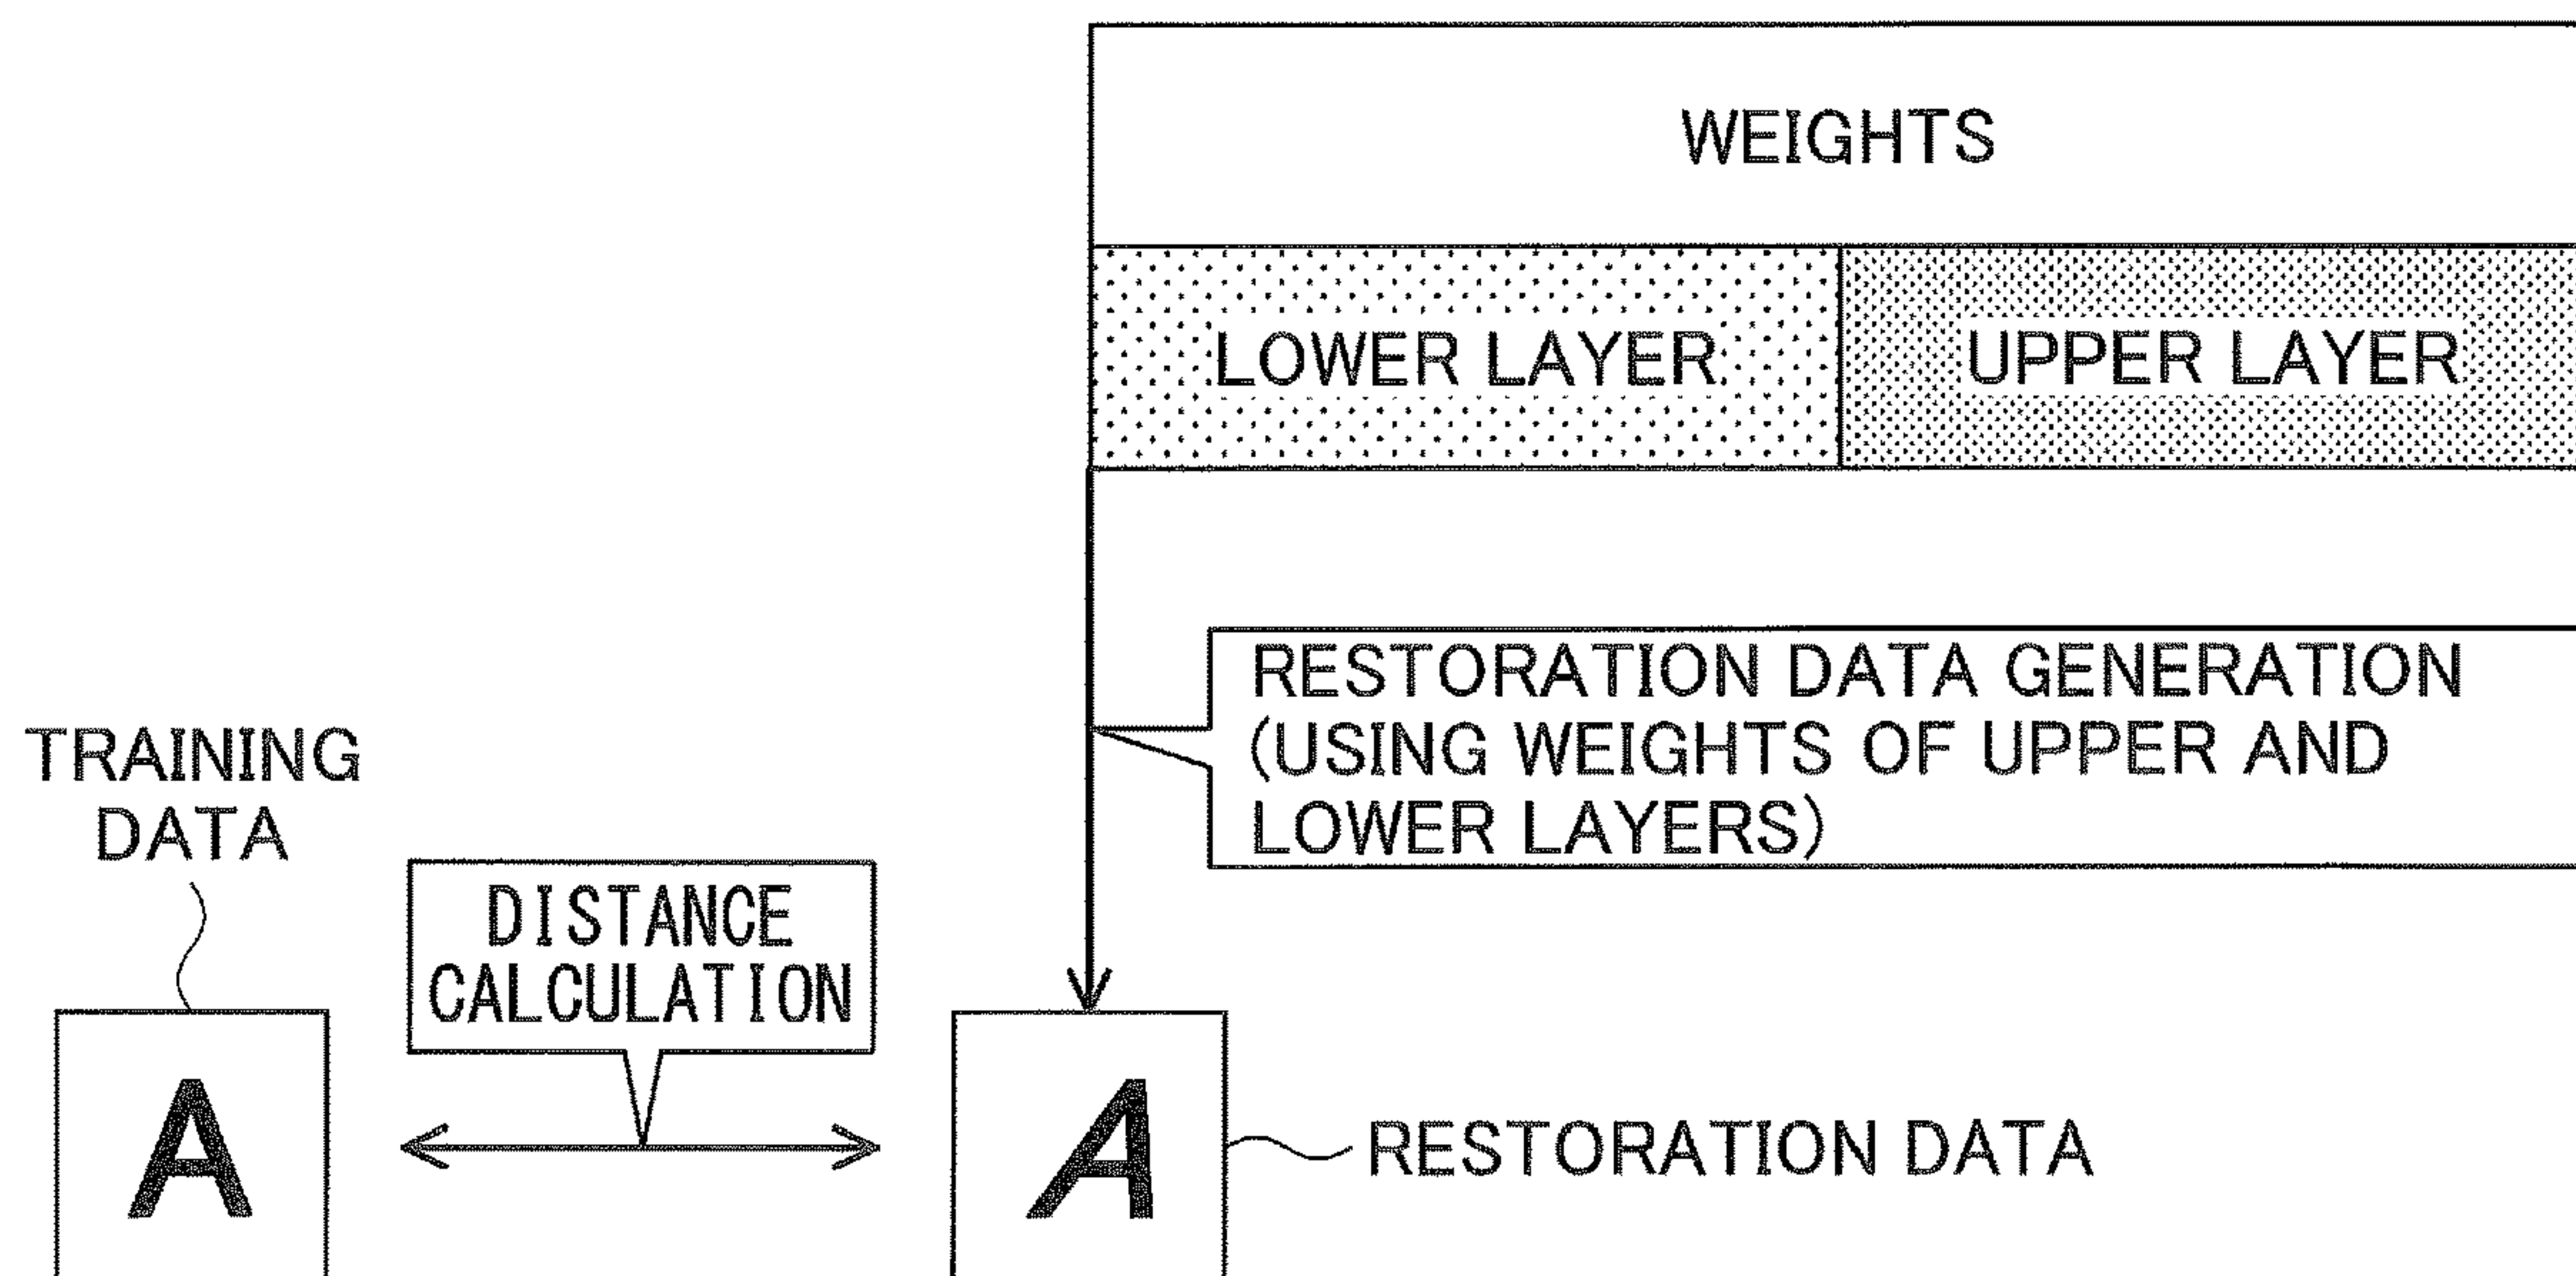 WEIGHTS
LOWER LAYER
UPPER LAYER
RESTORATION DATA GENERATION
(USING WEIGHTS OF UPPER AND
LOWER LAYERS)
TRAINING
DATA
DISTANCE
CALCULATION
A
A
RESTORATION DATA